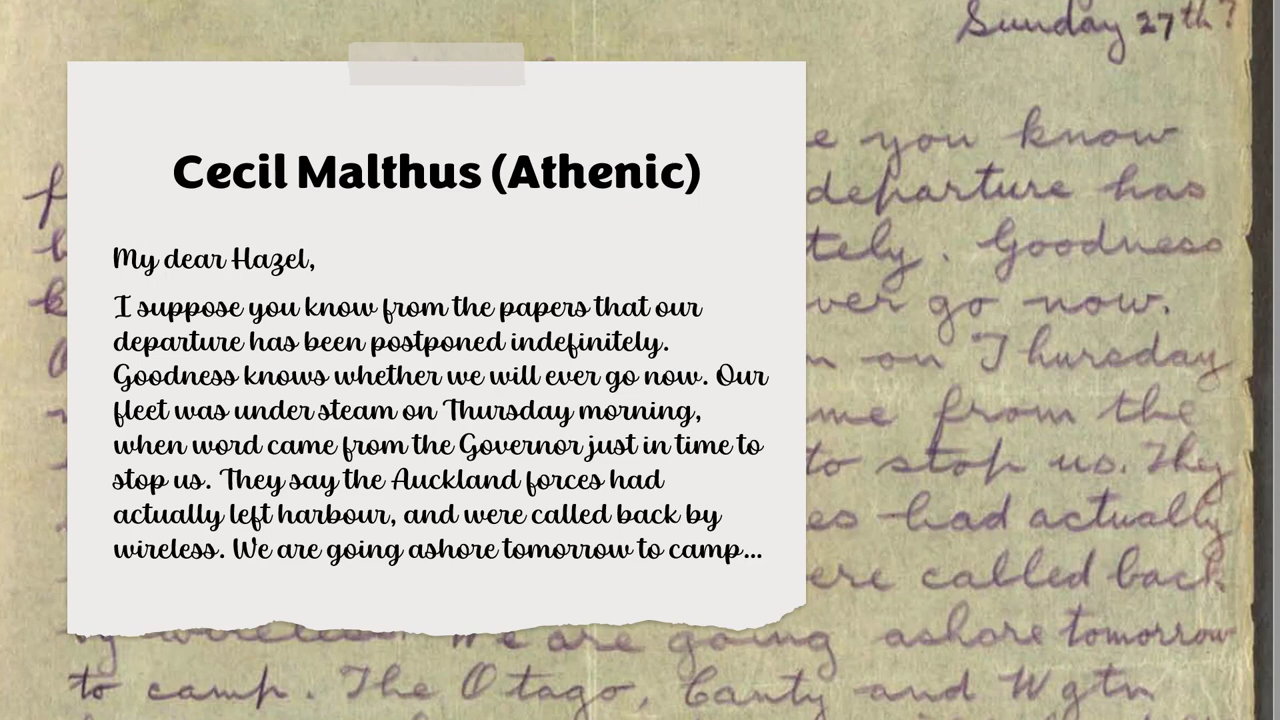 Sunday 27th?
Cecil Malthus (Athenic)
My dear Hazel,
I suppose you know from the papers that our
departure has been postponed indefinitely.
Goodness knows whether we will ever go now. Our
fleet was under steam on Thursday morning,
when word came from the Governor just in time to
stop us. They say the Auckland forces had
actually left harbour, and were called back by
wireless. We are going ashore tomorrow to camp...
you know
departure has
tely. Goodness
ver go now.
on Thursday
me from the
to stop us. They
es had actually
ere called back
by wireless. We are going ashore tomorrow
to camp. The Otago, Canty and Wgtn